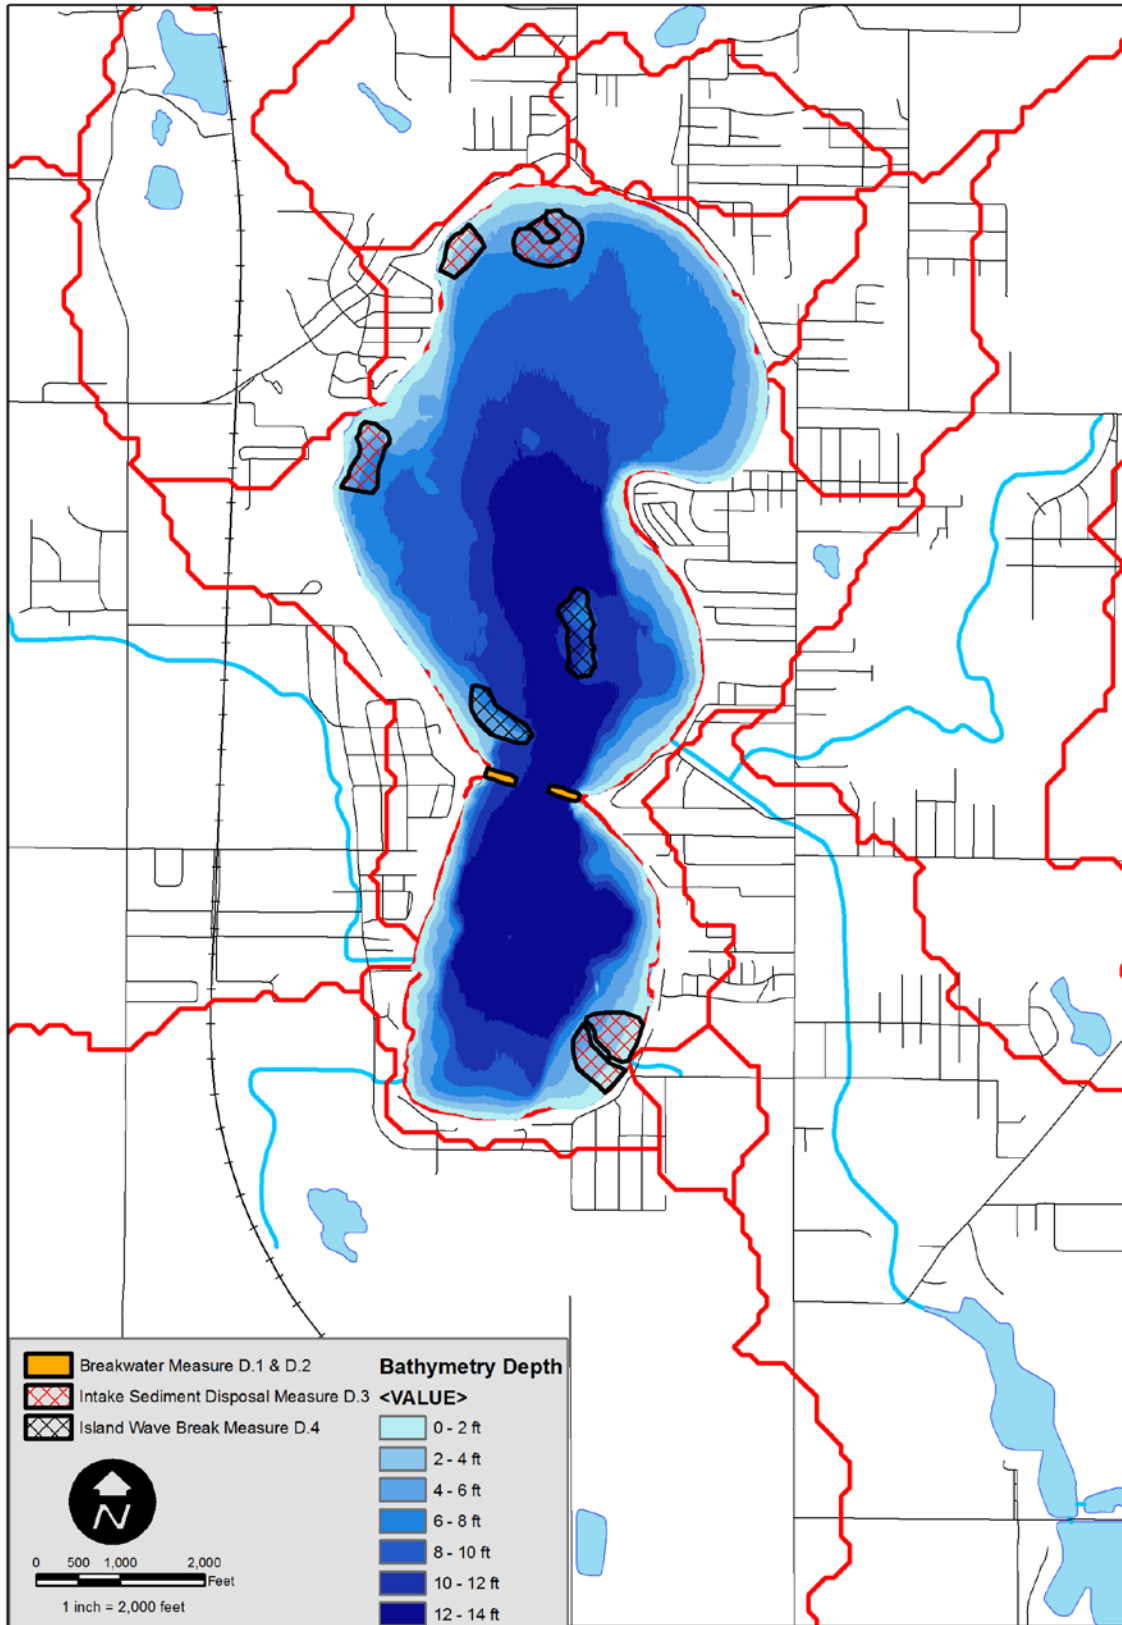 Breakwater Measure D.1 & D.2
Intake Sediment Disposal Measure D.3
Island Wave Break Measure D.4
N
0 500 1,000 2,000
Feet
1 inch = 2,000 feet
Bathymetry Depth
<VALUE>
0 - 2 ft
2 - 4 ft
4 - 6 ft
6 - 8 ft
8 - 10 ft
10 - 12 ft
12 - 14 ft